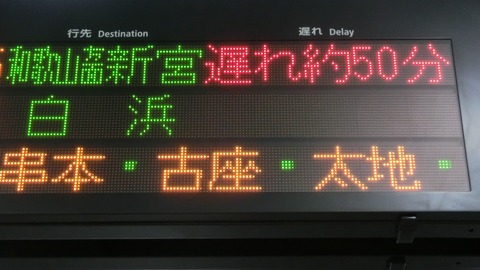 行先 Destination 遅れ Delay
和歌山 新宮 遅れ約50分
白浜
串本・古座・太地・